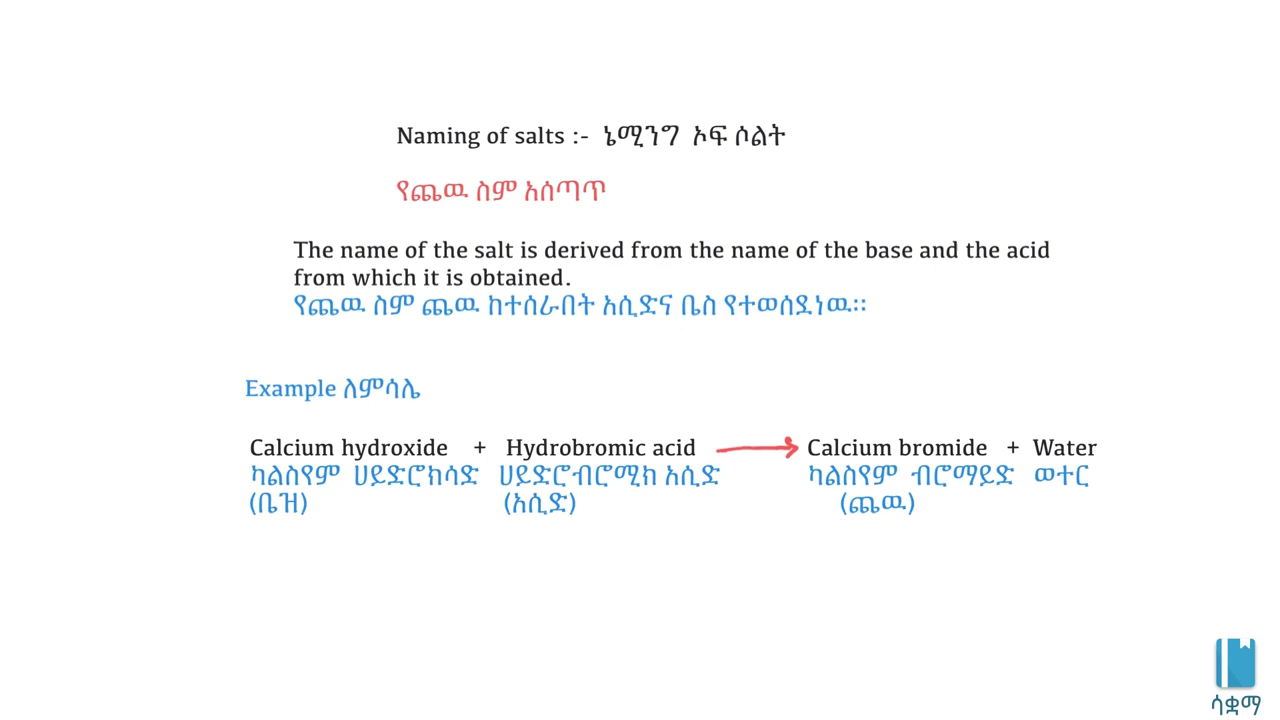 Naming of salts :- ኔሚንግ ኦፍ ሶልት
የጨዉ ስም አሰጣጥ
The name of the salt is derived from the name of the base and the acid
from which it is obtained.
የጨዉ ስም ጨዉ ከተሰራበት አሲድና ቤስ የተወሰደነዉ፡፡
Example ለምሳሌ
Calcium hydroxide + Hydrobromic acid → Calcium bromide + Water
ካልስየም ሀይድሮክሳድ ሀይድሮብሮሚክ አሲድ ካልስየም ብሮማይድ ወተር
(ቤዝ) (አሲድ) (ጨዉ)
ሳቋማ